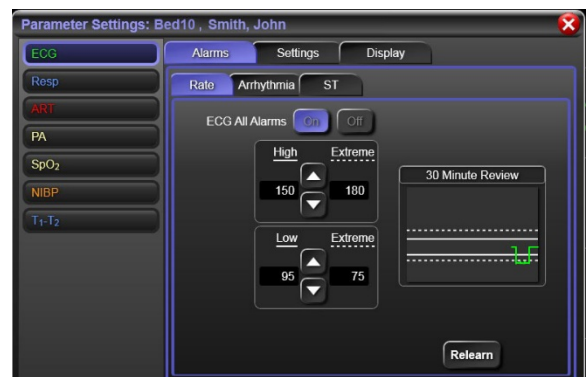 Parameter Settings: Bed10 , Smith, John
ECG
Resp
ART
PA
SpO₂
NIBP
T1-T2
Alarms Settings Display
Rate Arrhythmia ST
ECG All Alarms On Off
High Extreme
150 180
Low Extreme
95 75
30 Minute Review
Relearn